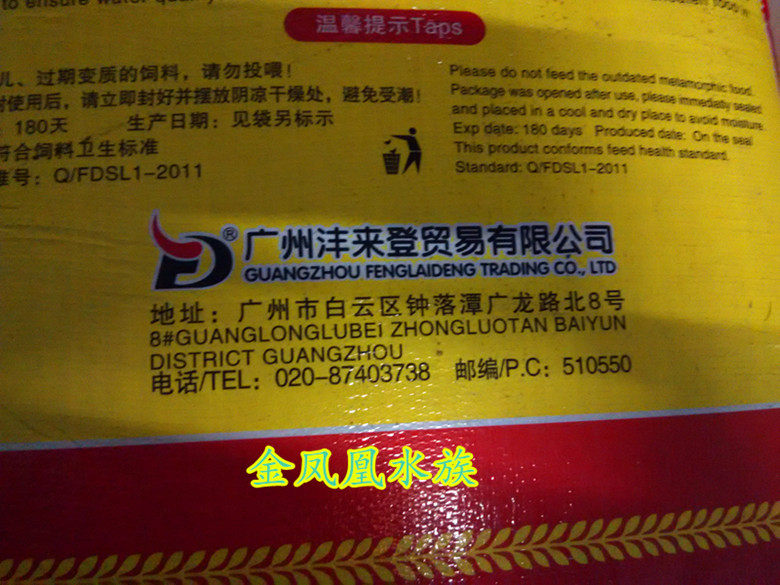 to ensure water quality
温馨提示Taps
儿、过期变质的饲料，请勿投喂！
封使用后，请立即封好并摆放阴凉干燥处，避免受潮！
：180天 生产日期：见袋另标示
符合饲料卫生标准
准号：Q/FDSL1-2011
Please do not feed the outdated metamorphic food.
Package was opened after use, please immediatly sealed
and placed in a cool and dry place to avoid moisture.
Exp date: 180 days Produced date: On the seal
This product conforms feed health standard.
Standard: Q/FDSL1-2011
FD®
广州沣来登贸易有限公司
GUANGZHOU FENGLAIDENG TRADING CO., LTD
地址：广州市白云区钟落潭广龙路北8号
8#GUANGLONGLUBEI ZHONGLUOTAN BAIYUN
DISTRICT GUANGZHOU
电话/TEL：020-87403738 邮编/P.C：510550
金凤凰水族